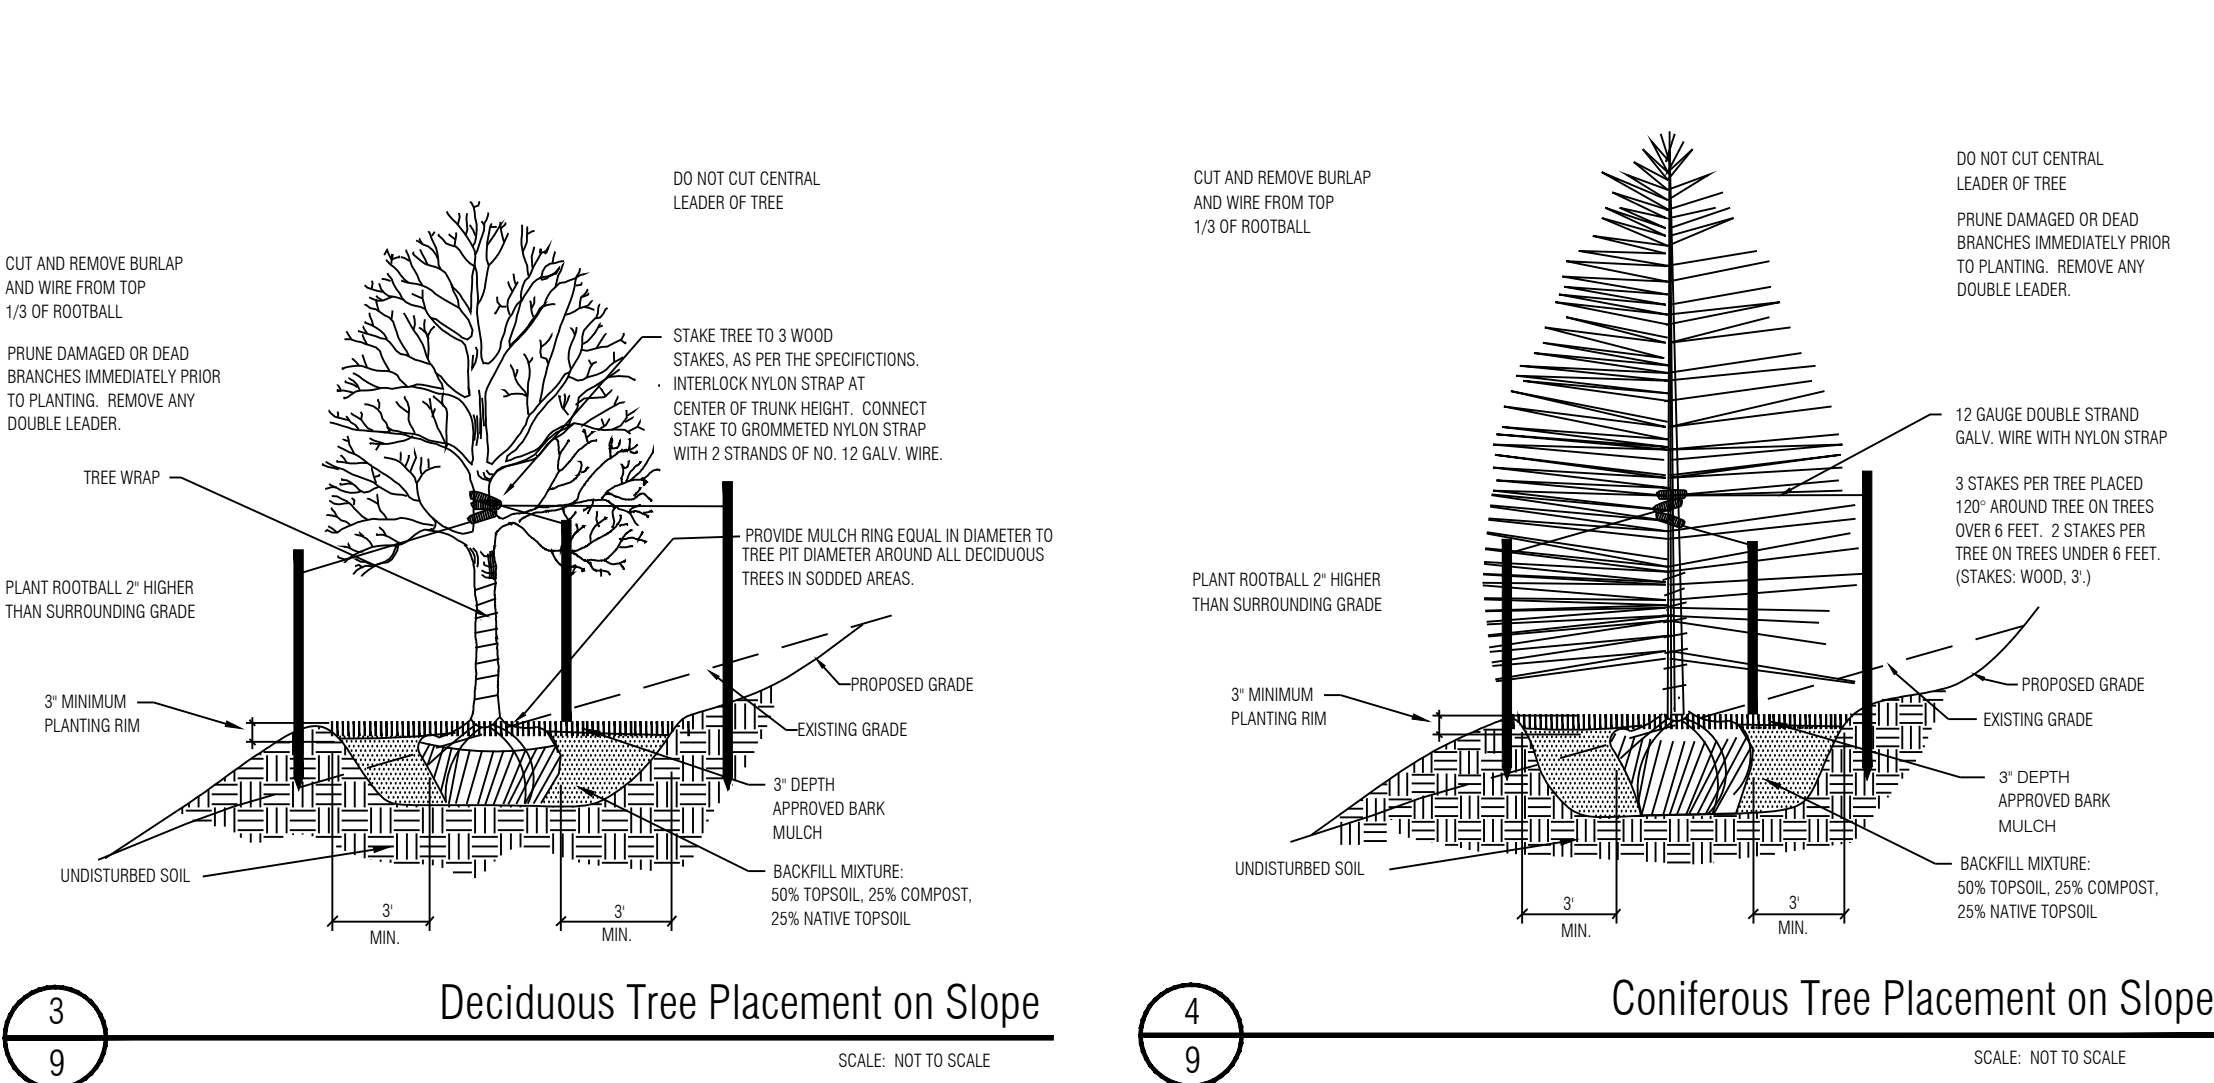 DO NOT CUT CENTRAL
LEADER OF TREE
CUT AND REMOVE BURLAP
AND WIRE FROM TOP
1/3 OF ROOTBALL
PRUNE DAMAGED OR DEAD
BRANCHES IMMEDIATELY PRIOR
TO PLANTING.  REMOVE ANY
DOUBLE LEADER.
STAKE TREE TO 3 WOOD
STAKES, AS PER THE SPECIFICTIONS.
INTERLOCK NYLON STRAP AT
CENTER OF TRUNK HEIGHT.  CONNECT
STAKE TO GROMMETED NYLON STRAP
WITH 2 STRANDS OF NO. 12 GALV. WIRE.
TREE WRAP
PROVIDE MULCH RING EQUAL IN DIAMETER TO
TREE PIT DIAMETER AROUND ALL DECIDUOUS
TREES IN SODDED AREAS.
PLANT ROOTBALL 2" HIGHER
THAN SURROUNDING GRADE
3" MINIMUM
PLANTING RIM
PROPOSED GRADE
EXISTING GRADE
3" DEPTH
APPROVED BARK
MULCH
UNDISTURBED SOIL
BACKFILL MIXTURE:
50% TOPSOIL, 25% COMPOST,
25% NATIVE TOPSOIL
3'
MIN.
3'
MIN.
3
9
Deciduous Tree Placement on Slope
SCALE:  NOT TO SCALE
CUT AND REMOVE BURLAP
AND WIRE FROM TOP
1/3 OF ROOTBALL
DO NOT CUT CENTRAL
LEADER OF TREE
PRUNE DAMAGED OR DEAD
BRANCHES IMMEDIATELY PRIOR
TO PLANTING.  REMOVE ANY
DOUBLE LEADER.
12 GAUGE DOUBLE STRAND
GALV. WIRE WITH NYLON STRAP
3 STAKES PER TREE PLACED
120° AROUND TREE ON TREES
OVER 6 FEET.  2 STAKES PER
TREE ON TREES UNDER 6 FEET.
(STAKES: WOOD, 3'.)
PLANT ROOTBALL 2" HIGHER
THAN SURROUNDING GRADE
3" MINIMUM
PLANTING RIM
PROPOSED GRADE
EXISTING GRADE
3" DEPTH
APPROVED BARK
MULCH
UNDISTURBED SOIL
BACKFILL MIXTURE:
50% TOPSOIL, 25% COMPOST,
25% NATIVE TOPSOIL
3'
MIN.
3'
MIN.
4
9
Coniferous Tree Placement on Slope
SCALE:  NOT TO SCALE